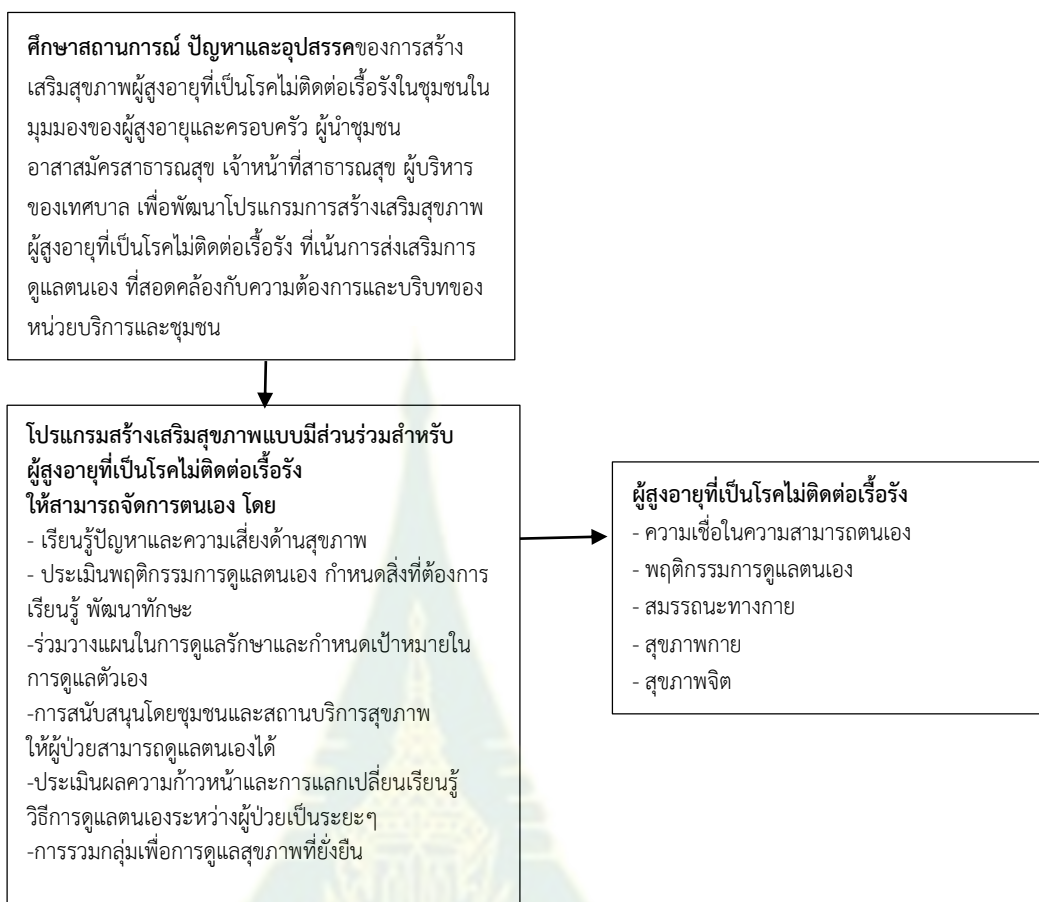 ศึกษาสถานการณ์ ปัญหาและอุปสรรคของการสร้าง
เสริมสุขภาพผู้สูงอายุที่เป็นโรคไม่ติดต่อเรื้อรังในชุมชนใน
มุมมองของผู้สูงอายุและครอบครัว ผู้นำชุมชน
อาสาสมัครสาธารณสุข เจ้าหน้าที่สาธารณสุข ผู้บริหาร
ของเทศบาล เพื่อพัฒนาโปรแกรมการสร้างเสริมสุขภาพ
ผู้สูงอายุที่เป็นโรคไม่ติดต่อเรื้อรัง ที่เน้นการส่งเสริมการ
ดูแลตนเอง ที่สอดคล้องกับความต้องการและบริบทของ
หน่วยบริการและชุมชน
โปรแกรมสร้างเสริมสุขภาพแบบมีส่วนร่วมสำหรับ
ผู้สูงอายุที่เป็นโรคไม่ติดต่อเรื้อรัง
ให้สามารถจัดการตนเอง โดย
- เรียนรู้ปัญหาและความเสี่ยงด้านสุขภาพ
- ประเมินพฤติกรรมการดูแลตนเอง กำหนดสิ่งที่ต้องการ
เรียนรู้ พัฒนาทักษะ
-ร่วมวางแผนในการดูแลรักษาและกำหนดเป้าหมายใน
การดูแลตัวเอง
-การสนับสนุนโดยชุมชนและสถานบริการสุขภาพ
ให้ผู้ป่วยสามารถดูแลตนเองได้
-ประเมินผลความก้าวหน้าและการแลกเปลี่ยนเรียนรู้
วิธีการดูแลตนเองระหว่างผู้ป่วยเป็นระยะๆ
-การรวมกลุ่มเพื่อการดูแลสุขภาพที่ยั่งยืน
ผู้สูงอายุที่เป็นโรคไม่ติดต่อเรื้อรัง
- ความเชื่อในความสามารถตนเอง
- พฤติกรรมการดูแลตนเอง
- สมรรถนะทางกาย
- สุขภาพกาย
- สุขภาพจิต